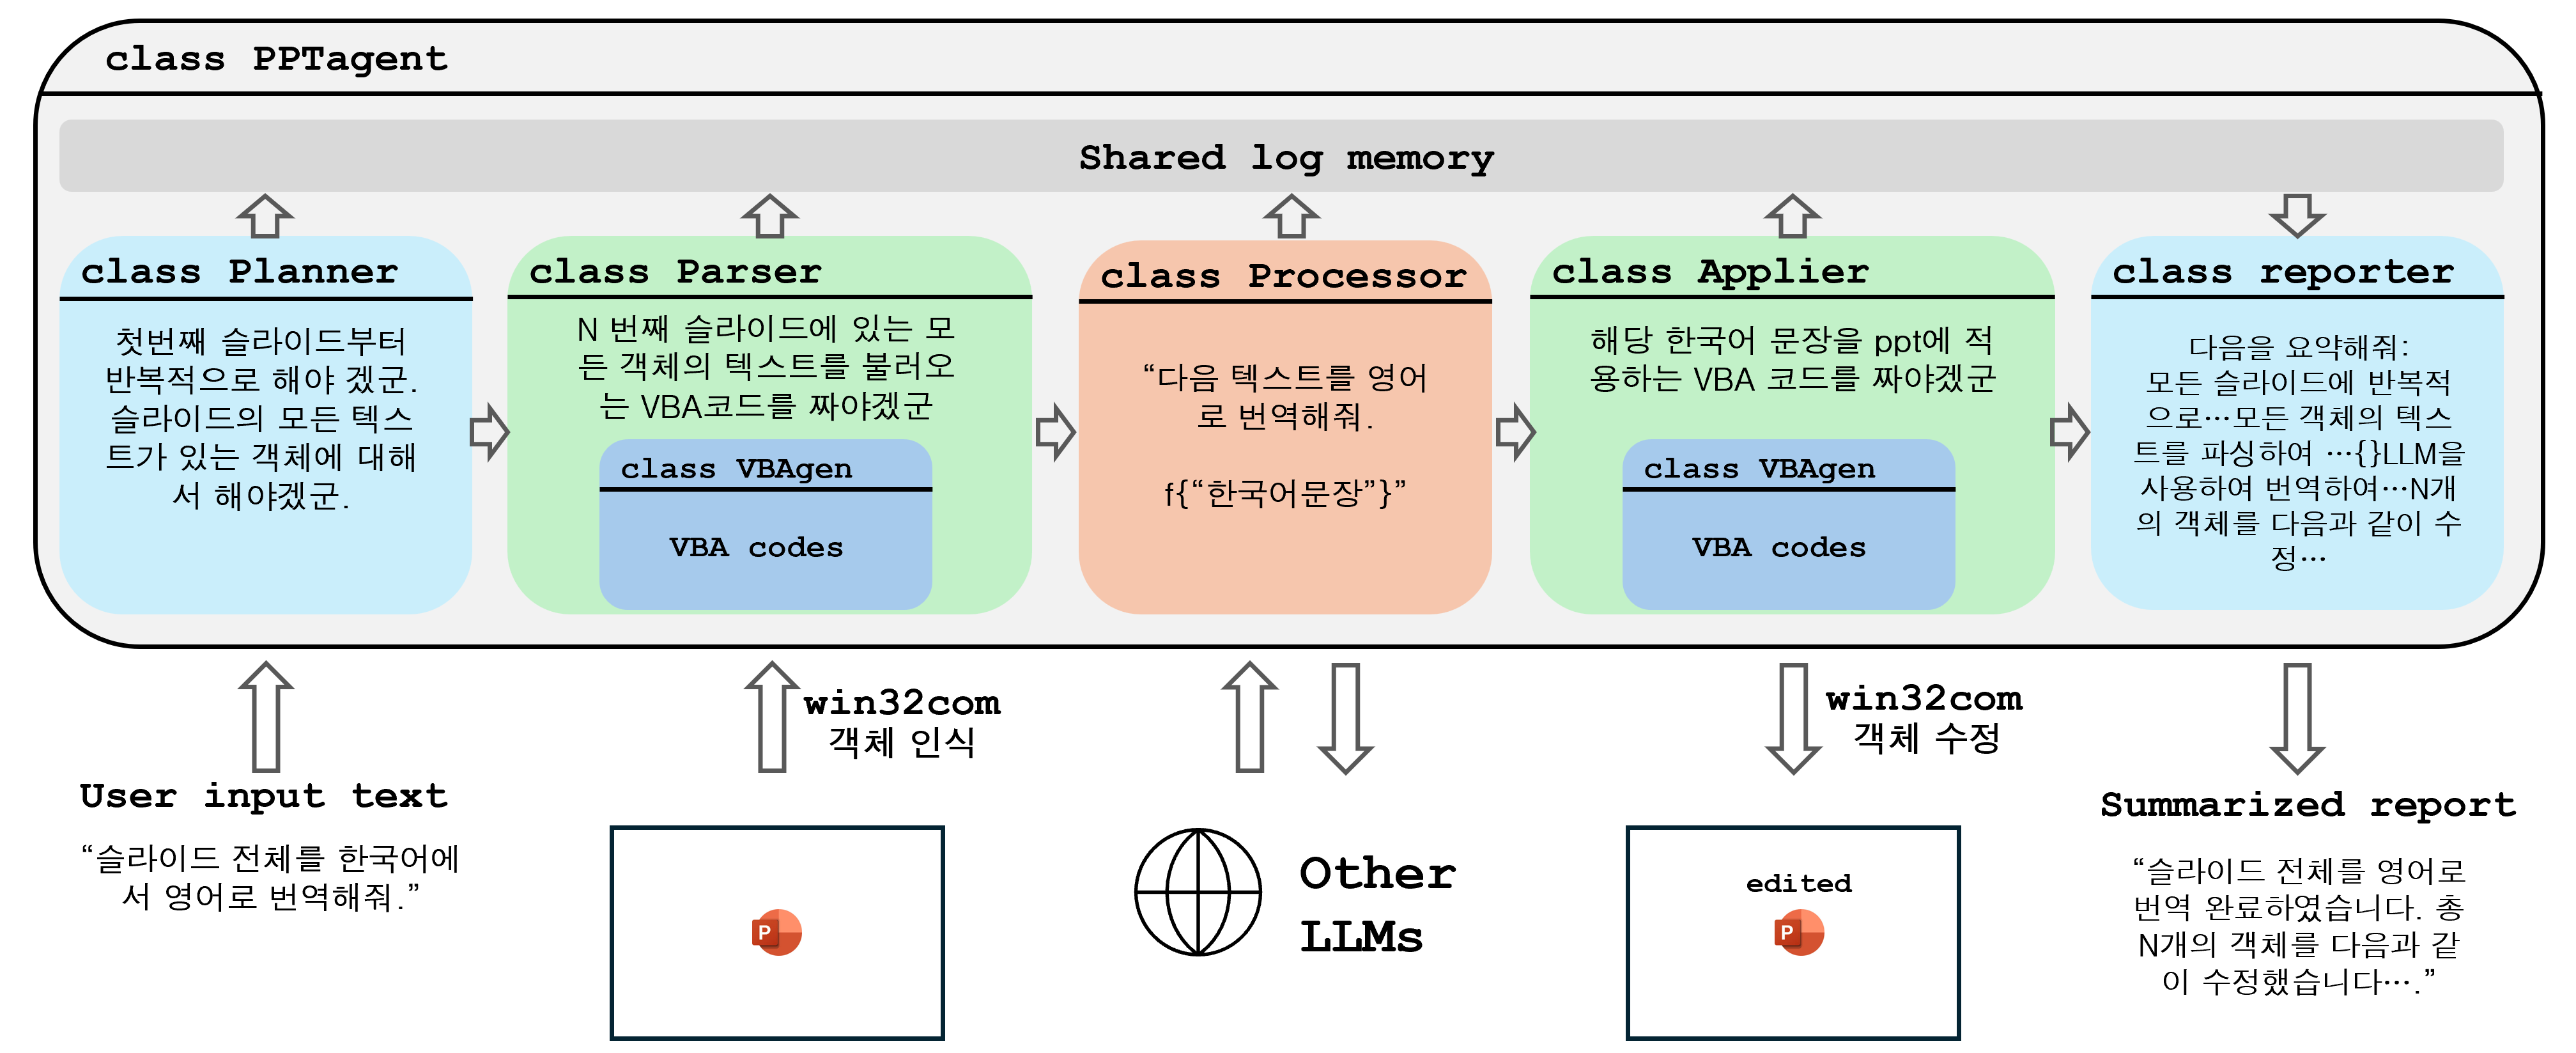 class PPTagent
Shared log memory
class Planner
첫번째 슬라이드부터
반복적으로 해야 겠군.
슬라이드의 모든 텍스
트가 있는 객체에 대해
서 해야겠군.
class Parser
N 번째 슬라이드에 있는 모
든 객체의 텍스트를 불러오
는 VBA코드를 짜야겠군
class VBAgen
VBA codes
class Processor
“다음 텍스트를 영어
로 번역해줘.
f{“한국어문장”}”
class Applier
해당 한국어 문장을 ppt에 적
용하는 VBA 코드를 짜야겠군
class VBAgen
VBA codes
class reporter
다음을 요약해줘:
모든 슬라이드에 반복적
으로…모든 객체의 텍스
트를 파싱하여 …{}LLM을
사용하여 번역하여…N개
의 객체를 다음과 같이 수
정…
User input text
“슬라이드 전체를 한국어에
서 영어로 번역해줘.”
win32com
객체 인식
P
Other
LLMs
win32com
객체 수정
edited
P
Summarized report
“슬라이드 전체를 영어로
번역 완료하였습니다. 총
N개의 객체를 다음과 같
이 수정했습니다….”